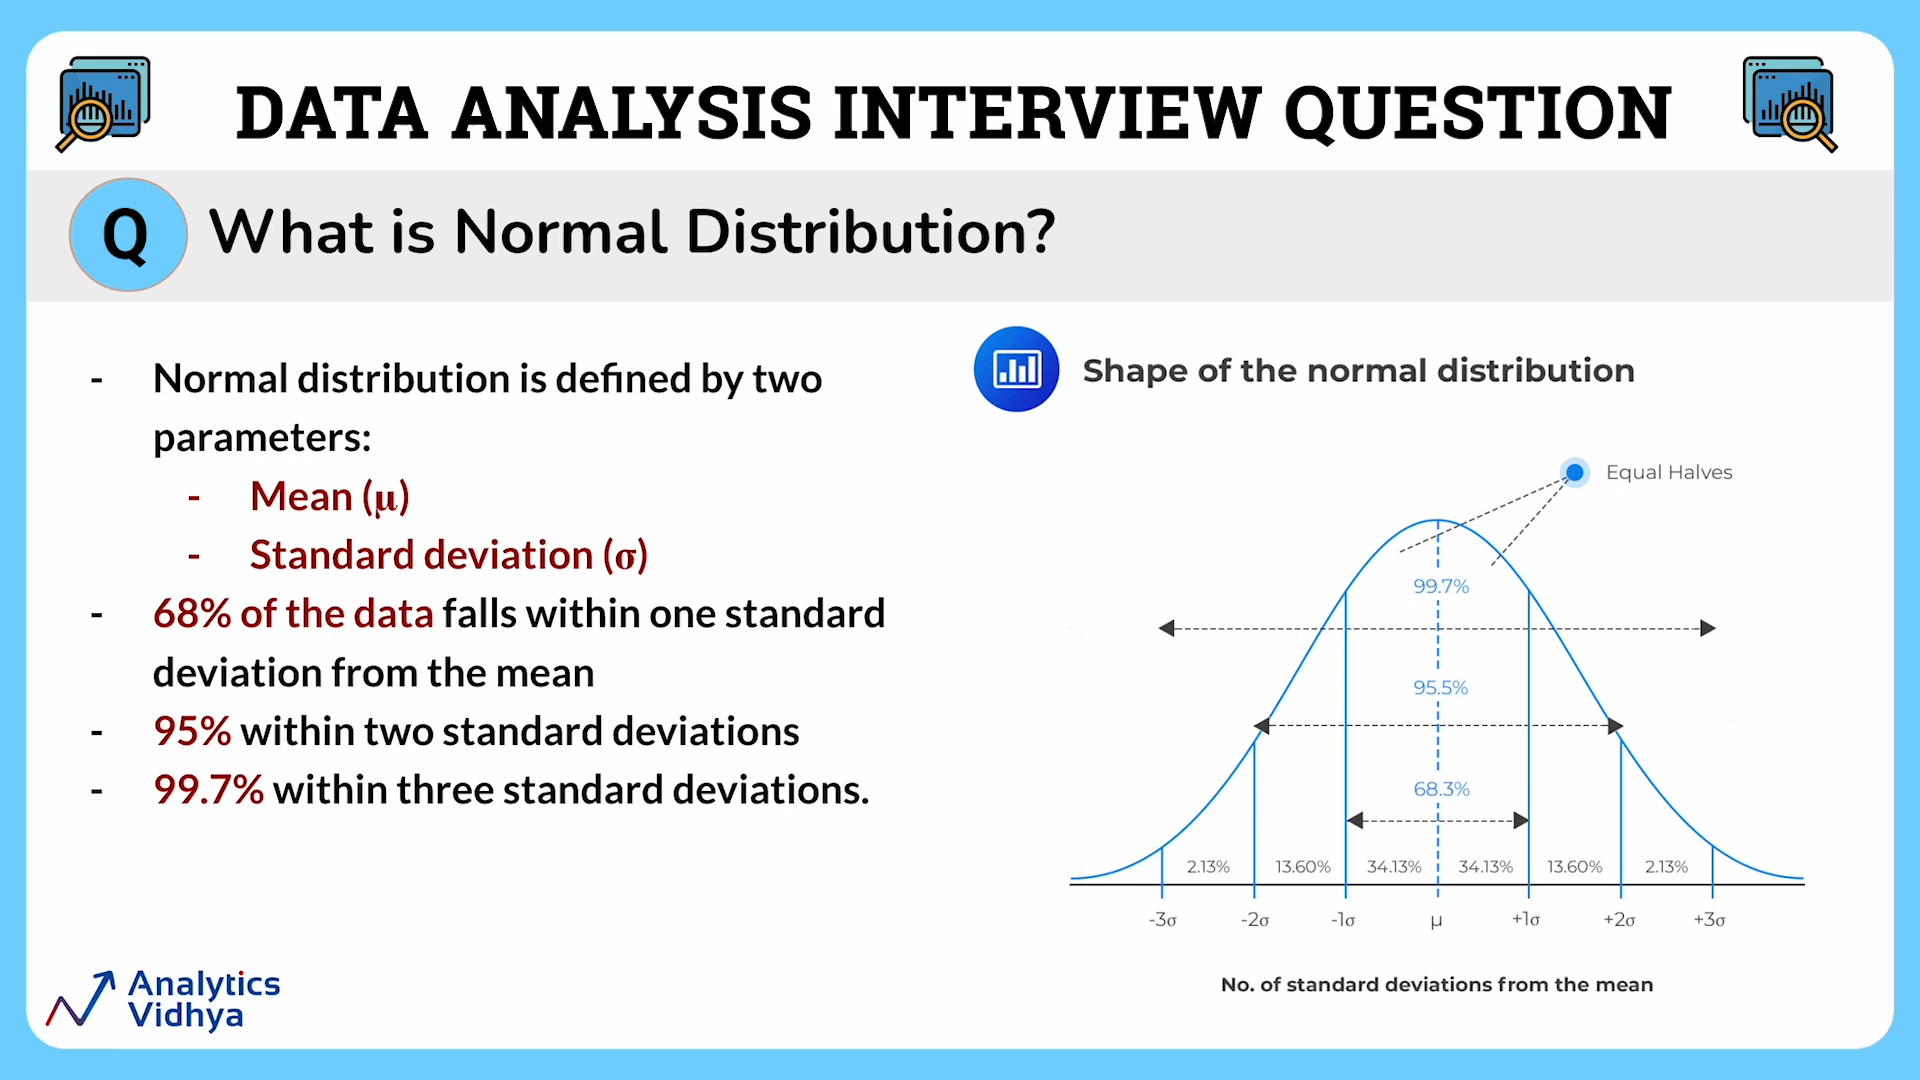 DATA ANALYSIS INTERVIEW QUESTION
Q What is Normal Distribution?
- Normal distribution is defined by two
parameters:
- Mean (μ)
- Standard deviation (σ)
- 68% of the data falls within one standard
deviation from the mean
- 95% within two standard deviations
- 99.7% within three standard deviations.
Shape of the normal distribution
Equal Halves
99.7%
95.5%
68.3%
2.13% 13.60% 34.13% 34.13% 13.60% 2.13%
-3σ -2σ -1σ μ +1σ +2σ +3σ
No. of standard deviations from the mean
Analytics
Vidhya